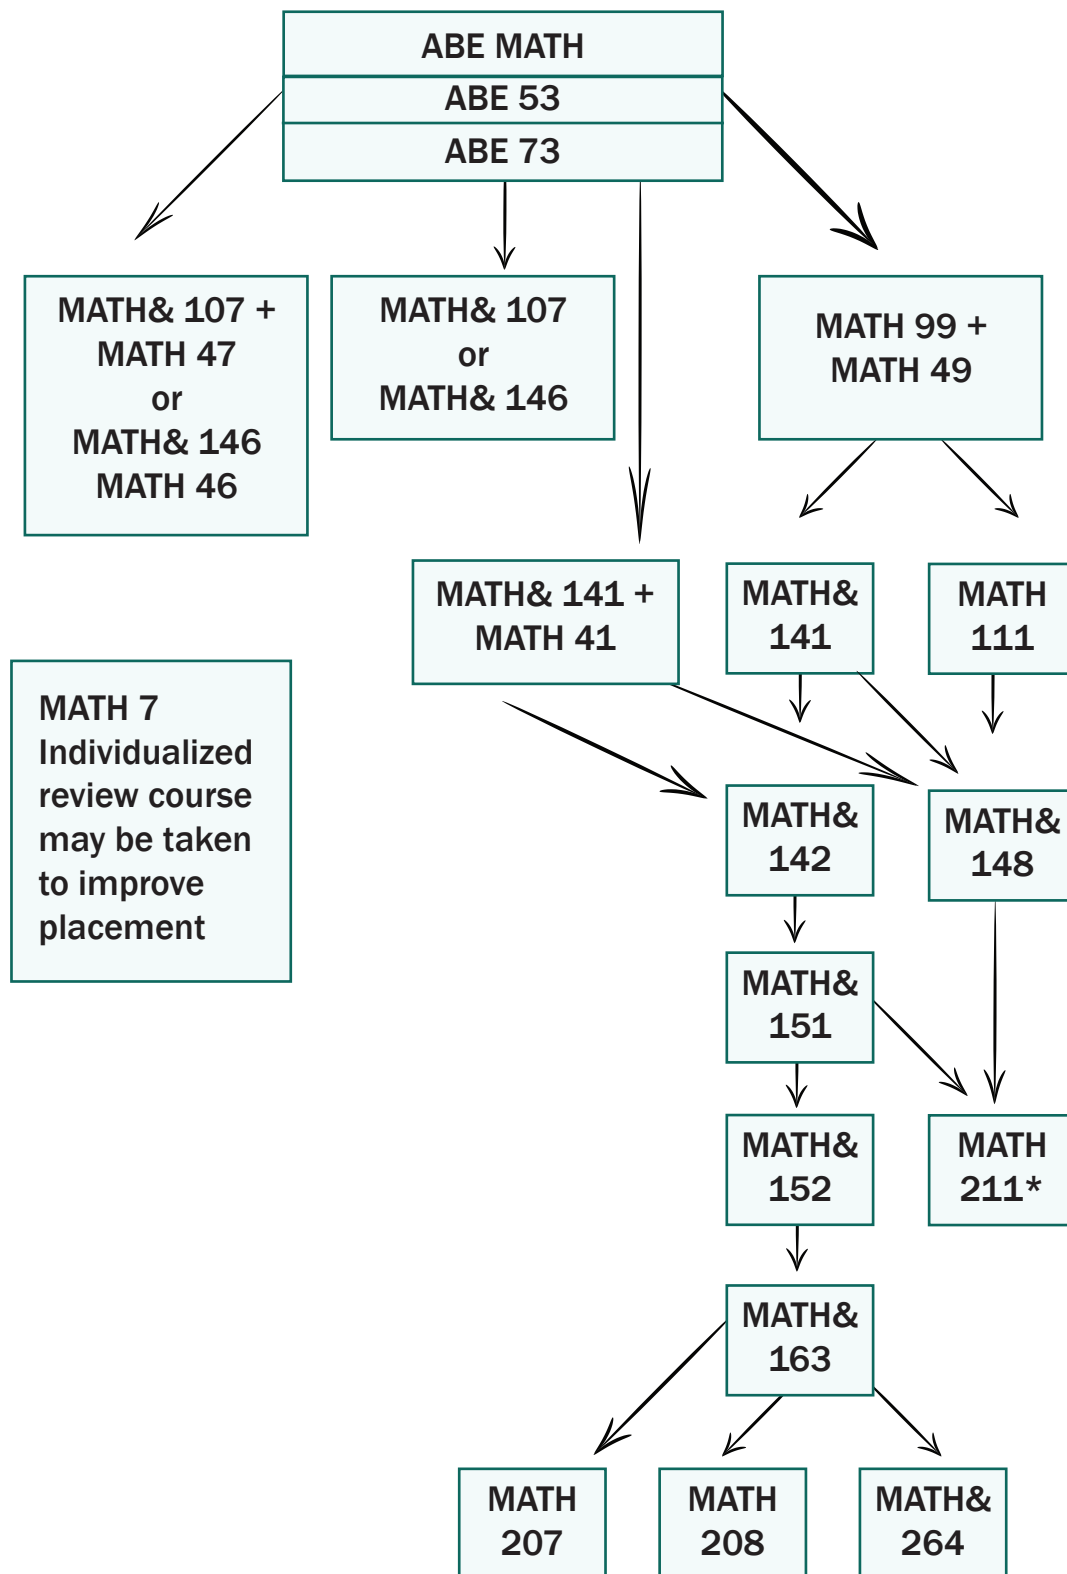 ABE MATH
ABE 53
ABE 73
MATH& 107 +
MATH 47
or
MATH& 146
MATH 46
MATH& 107
or
MATH& 146
MATH 99 +
MATH 49
MATH& 141 +
MATH 41
MATH&
141
MATH
111
MATH 7
Individualized
review course
may be taken
to improve
placement
MATH&
142
MATH&
148
MATH&
151
MATH&
152
MATH
211*
MATH&
163
MATH
207
MATH
208
MATH&
264